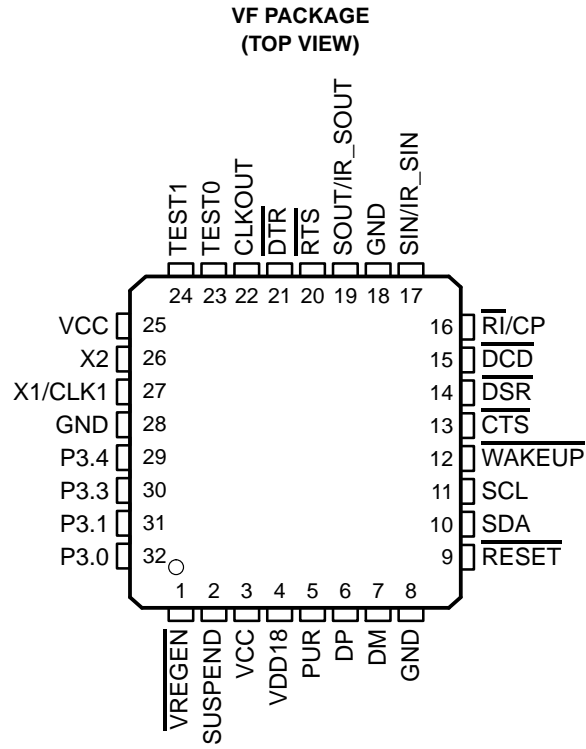 VF PACKAGE
(TOP VIEW)
TEST1
TEST0
CLKOUT
DTR
RTS
SOUT/IR_SOUT
GND
SIN/IR_SIN
24 23 22 21 20 19 18 17
VCC 25 16 RI/CP
X2 26 15 DCD
X1/CLK1 27 14 DSR
GND 28 13 CTS
P3.4 29 12 WAKEUP
P3.3 30 11 SCL
P3.1 31 10 SDA
P3.0 32 9 RESET
1 2 3 4 5 6 7 8
VREGEN
SUSPEND
VCC
VDD18
PUR
DP
DM
GND